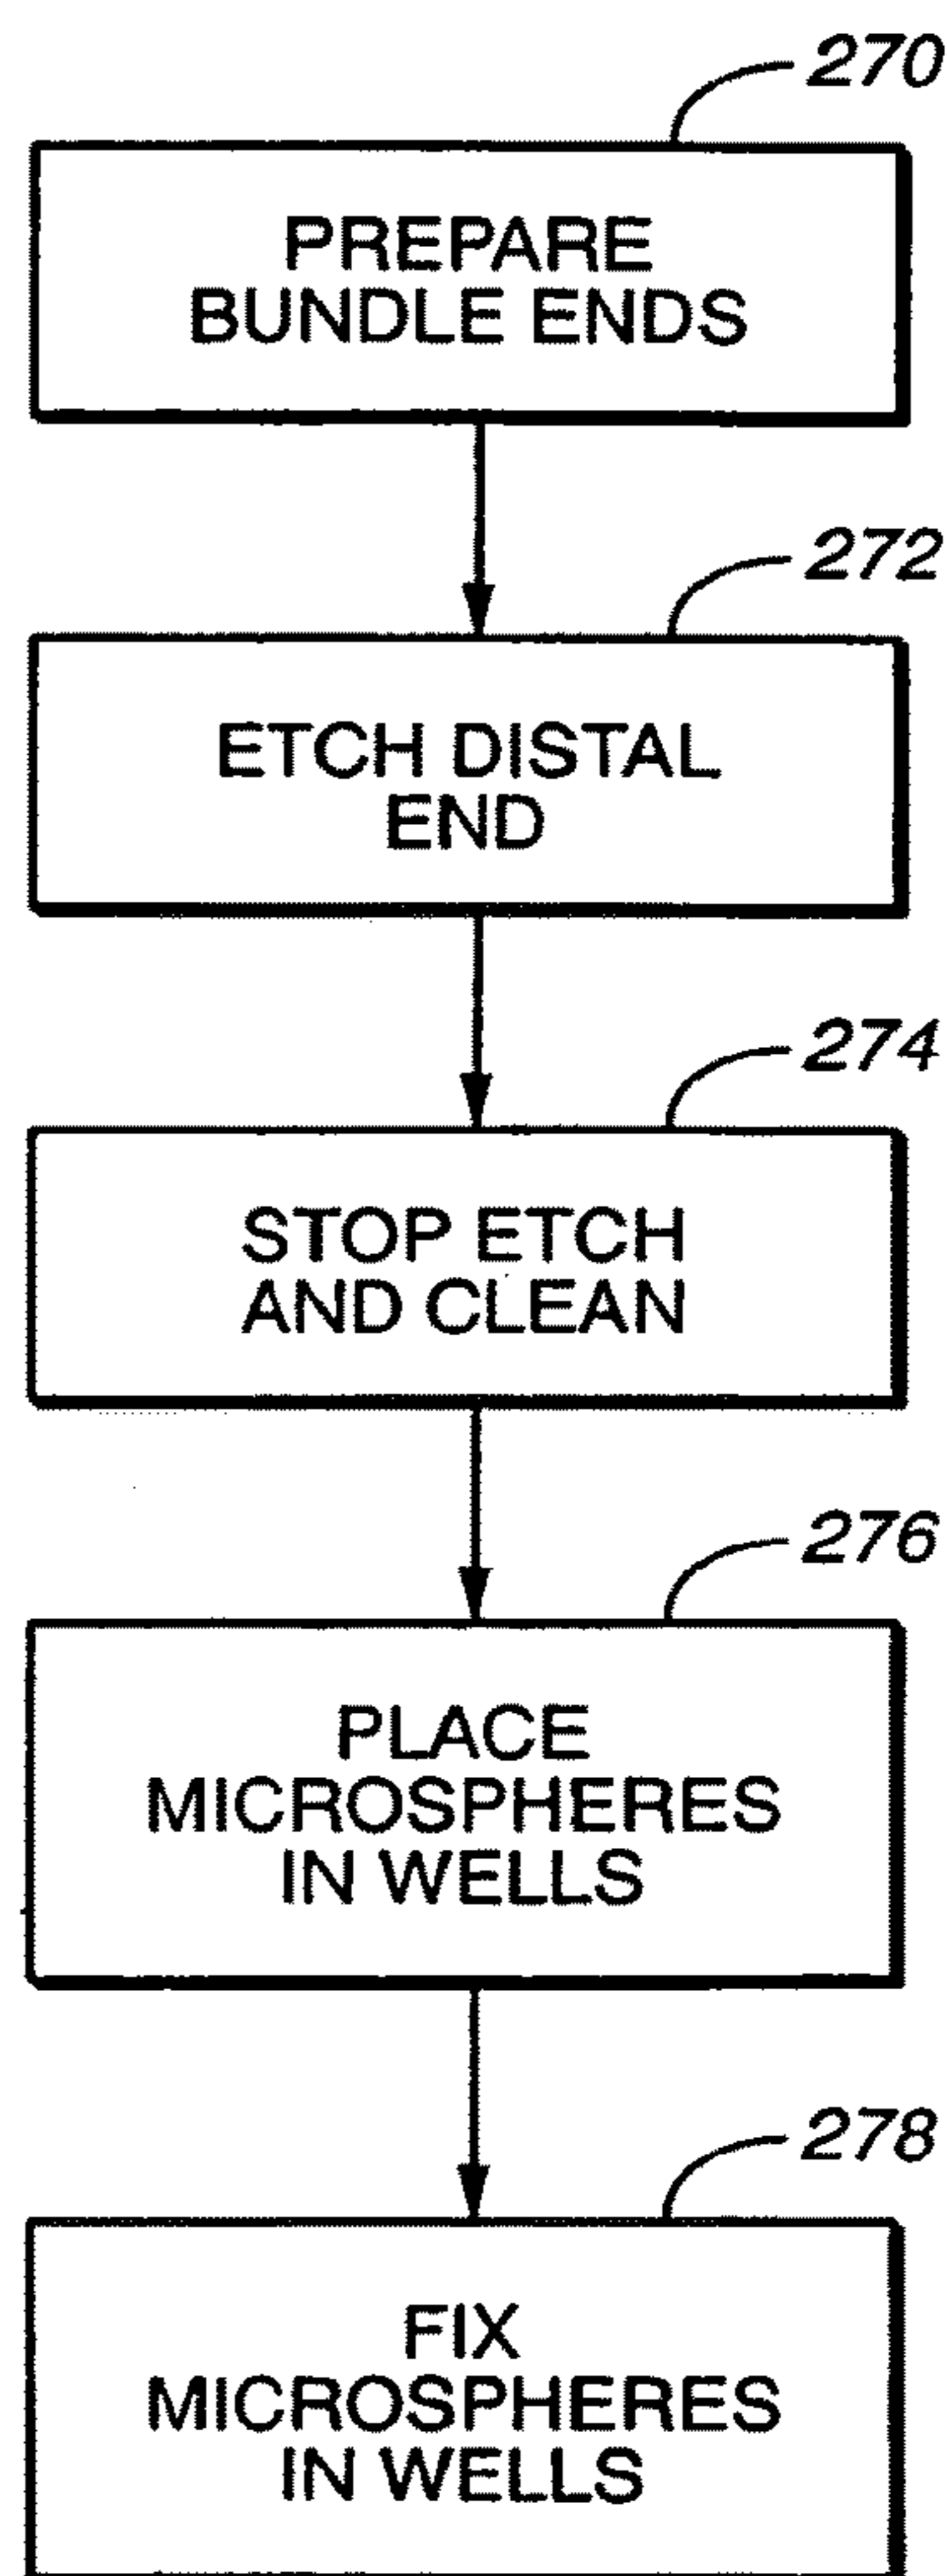 270
PREPARE
BUNDLE ENDS
272
ETCH DISTAL
END
274
STOP ETCH
AND CLEAN
276
PLACE
MICROSPHERES
IN WELLS
278
FIX
MICROSPHERES
IN WELLS